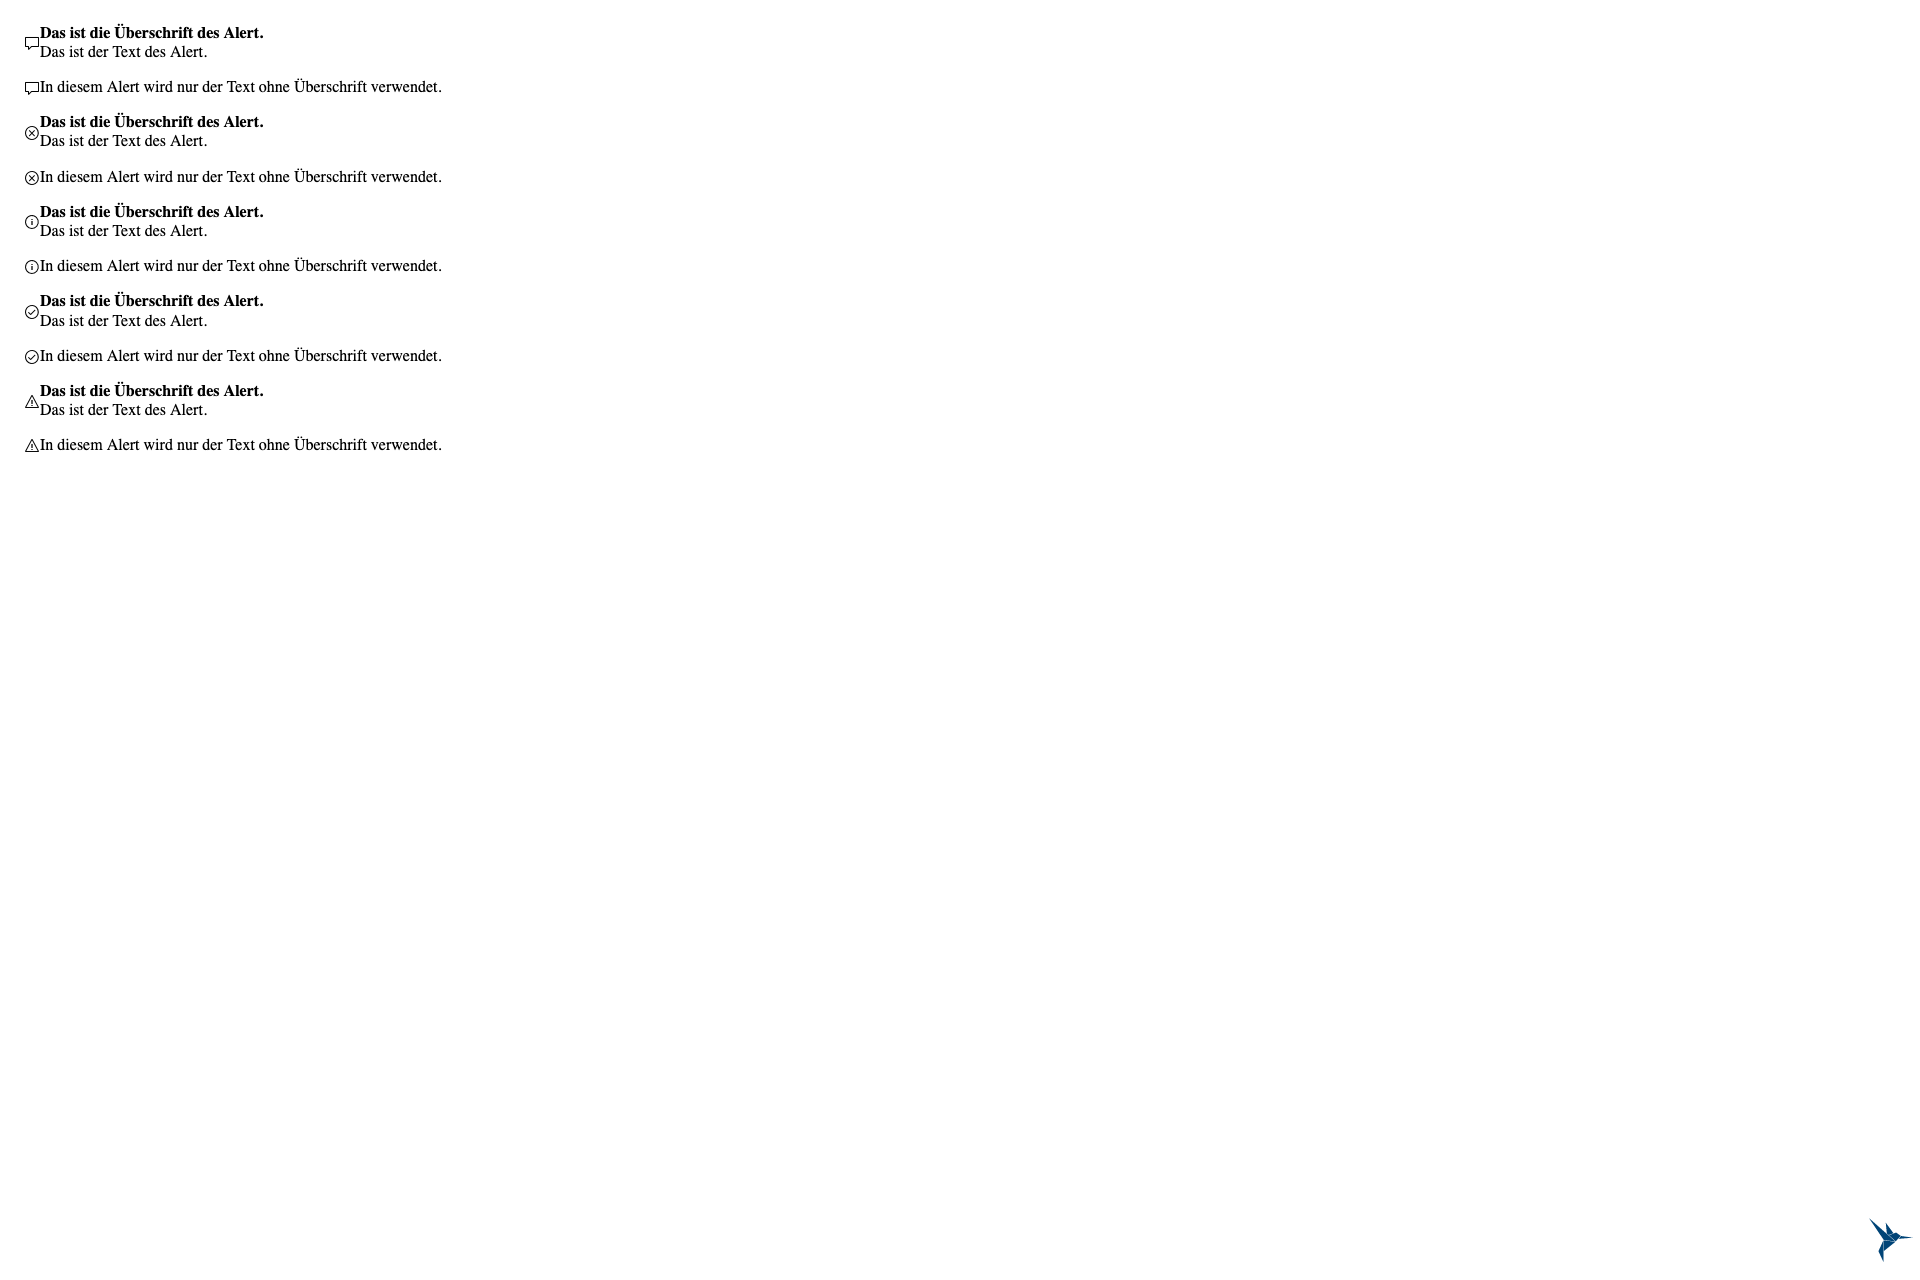 Das ist die Überschrift des Alert.
Das ist der Text des Alert.
In diesem Alert wird nur der Text ohne Überschrift verwendet.
Das ist die Überschrift des Alert.
Das ist der Text des Alert.
In diesem Alert wird nur der Text ohne Überschrift verwendet.
Das ist die Überschrift des Alert.
Das ist der Text des Alert.
In diesem Alert wird nur der Text ohne Überschrift verwendet.
Das ist die Überschrift des Alert.
Das ist der Text des Alert.
In diesem Alert wird nur der Text ohne Überschrift verwendet.
Das ist die Überschrift des Alert.
Das ist der Text des Alert.
In diesem Alert wird nur der Text ohne Überschrift verwendet.